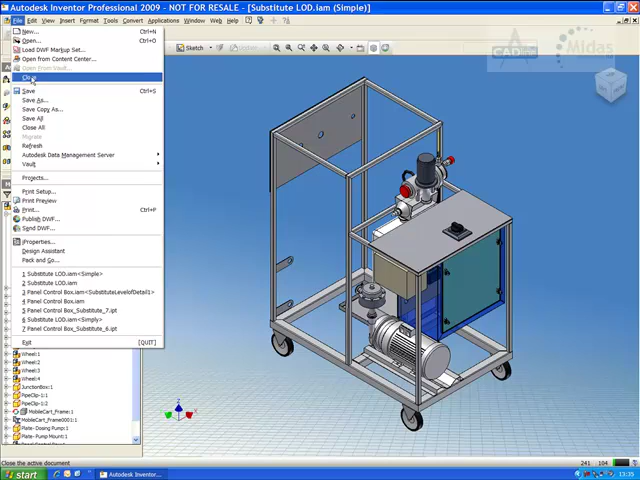 Autodesk Inventor Professional 2009 - NOT FOR RESALE - [Substitute LOD.iam (Simple)]
File Edit View Insert Format Tools Convert Applications Window Web Help
New... Ctrl+N
Open... Ctrl+O
Load DWF Markup Set...
Open from Content Center...
Open From Vault...
Close
Save Ctrl+S
Save As...
Save Copy As...
Save All
Close All
Migrate
Refresh
Autodesk Data Management Server
Vault
Projects...
Print Setup...
Print Preview
Print... Ctrl+P
Publish DWF...
Send DWF...
iProperties...
Design Assistant
Pack and Go...
1 Substitute LOD.iam<Simple>
2 Substitute LOD.iam
3 Panel Control Box.iam<SubstituteLevelofDetail1>
4 Panel Control Box.iam
5 Panel Control Box_Substitute_7.ipt
6 Substitute LOD.iam<Simply>
7 Panel Control Box_Substitute_6.ipt
Exit [QUIT]
Sketch
CAD
Midas
Wheel:1
Wheel:2
Wheel:3
Wheel:4
JunctionBox:1
PipeClip-1:2
PipeClip-1:1
MobileCart_Frame:1
MobileCart_Frame0001:1
Plate- Dosing Pump:1
Plate- Pump Mount:1
Close the active document
241 104
start
Autodesk Inventor Pr...
13:35